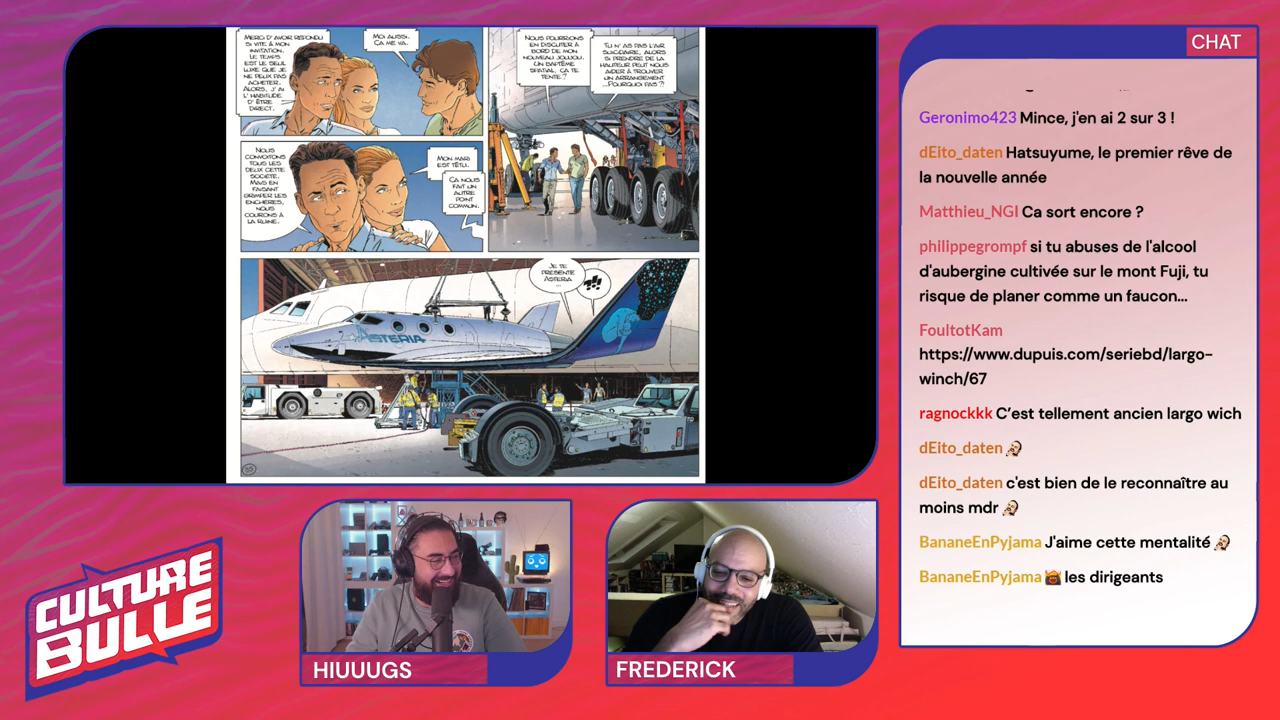 MERCI D'AVOIR RÉPONDU
SI VITE À MON
INVITATION.
LE TEMPS
EST LE SEUL
LUXE QUE JE
NE PEUX PAS
ACHETER.
ALORS, J'AI
L'HABITUDE
D'ÊTRE
DIRECT.
MOI AUSSI.
ÇA ME VA.
NOUS POURRIONS
EN DISCUTER À
BORD DE MON
NOUVEAU JOUJOU.
UN BAPTÊME
SPATIAL, ÇA TE
TENTE ?
TU N'AS PAS L'AIR
SUICIDAIRE, ALORS
SI PRENDRE DE LA
HAUTEUR PEUT NOUS
AIDER À TROUVER
UN ARRANGEMENT
...POURQUOI PAS ?!
NOUS
CONVOITONS
TOUS LES
DEUX CETTE
SOCIÉTÉ.
MAIS EN
FAISANT
GRIMPER LES
ENCHÈRES,
NOUS
COURONS À
LA RUINE.
MON MARI
EST TÊTU.
ÇA NOUS
FAIT UN
AUTRE
POINT
COMMUN.
JE TE
PRÉSENTE
ASTERIA
...
!!
ASTERIA
35
CHAT
Geronimo423 Mince, j'en ai 2 sur 3 !
dEito_daten Hatsuyume, le premier rêve de
la nouvelle année
Matthieu_NGI Ca sort encore ?
philippegrompf si tu abuses de l'alcool
d'aubergine cultivée sur le mont Fuji, tu
risque de planer comme un faucon...
FoultotKam
https://www.dupuis.com/seriebd/largo-
winch/67
ragnockkk C'est tellement ancien largo wich
dEito_daten
dEito_daten c'est bien de le reconnaître au
moins mdr
BananeEnPyjama J'aime cette mentalité
BananeEnPyjama les dirigeants
CULTURE
BULLE
HIUUUGS
FREDERICK